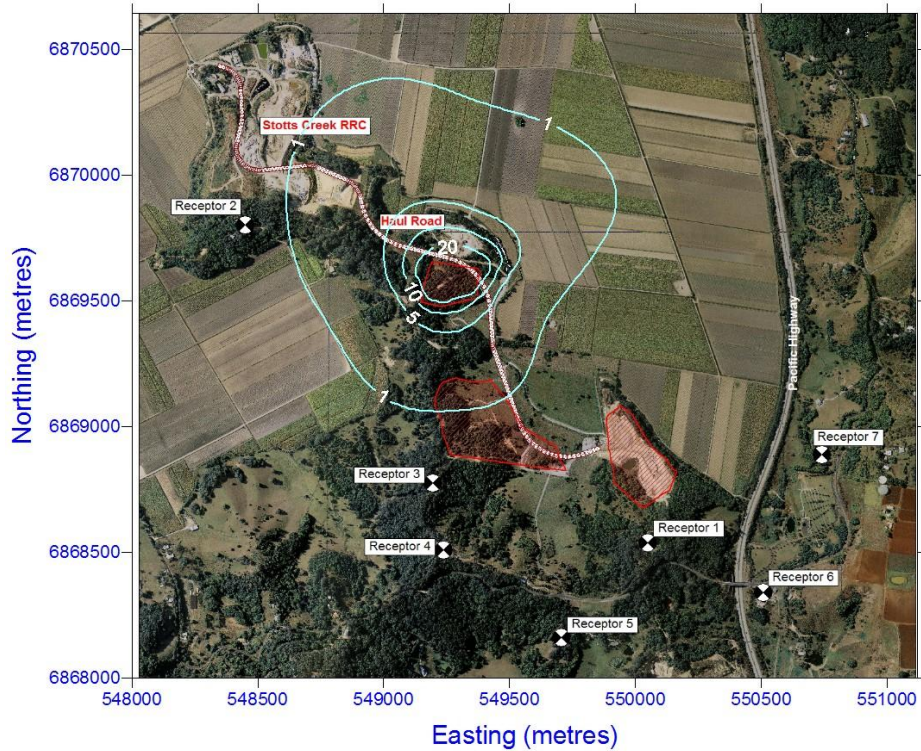 6870500
Stotts Creek RRC
1
1
6870000
Receptor 2
Haul Road
20
6869500
10
5
Pacific Highway
1
Northing (metres)
6869000
Receptor 7
Receptor 3
Receptor 1
6868500
Receptor 4
Receptor 6
Receptor 5
6868000
548000
548500
549000
549500
550000
550500
551000
Easting (metres)